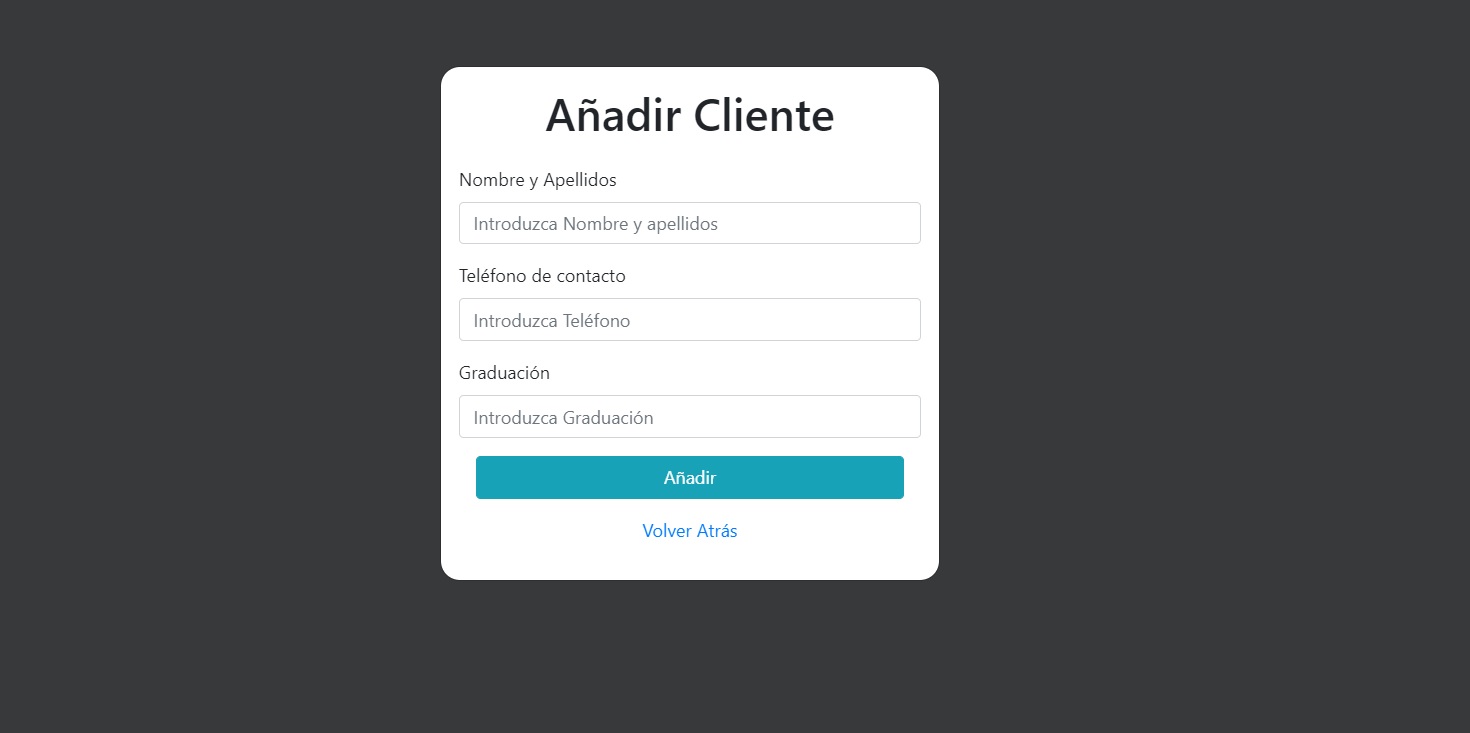 Añadir Cliente
Nombre y Apellidos
Introduzca Nombre y apellidos
Teléfono de contacto
Introduzca Teléfono
Graduación
Introduzca Graduación
Añadir
Volver Atrás